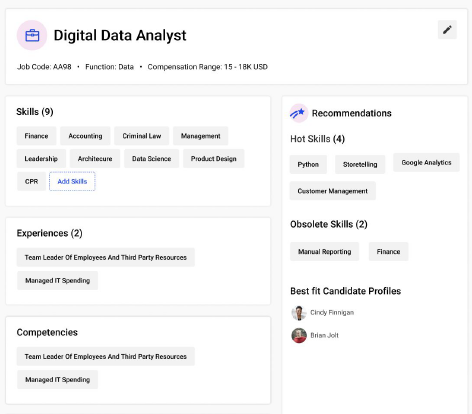 Digital Data Analyst
Job Code: AA98 • Function: Data • Compensation Range: 15 - 18K USD
Skills (9)
Finance
Accounting
Criminal Law
Management
Leadership
Architecure
Data Science
Product Design
CPR
Add Skills
Experiences (2)
Team Leader Of Employees And Third Party Resources
Managed IT Spending
Competencies
Team Leader Of Employees And Third Party Resources
Managed IT Spending
Recommendations
Hot Skills (4)
Python
Storetelling
Google Analytics
Customer Management
Obsolete Skills (2)
Manual Reporting
Finance
Best fit Candidate Profiles
Cindy Finnigan
Brian Jolt